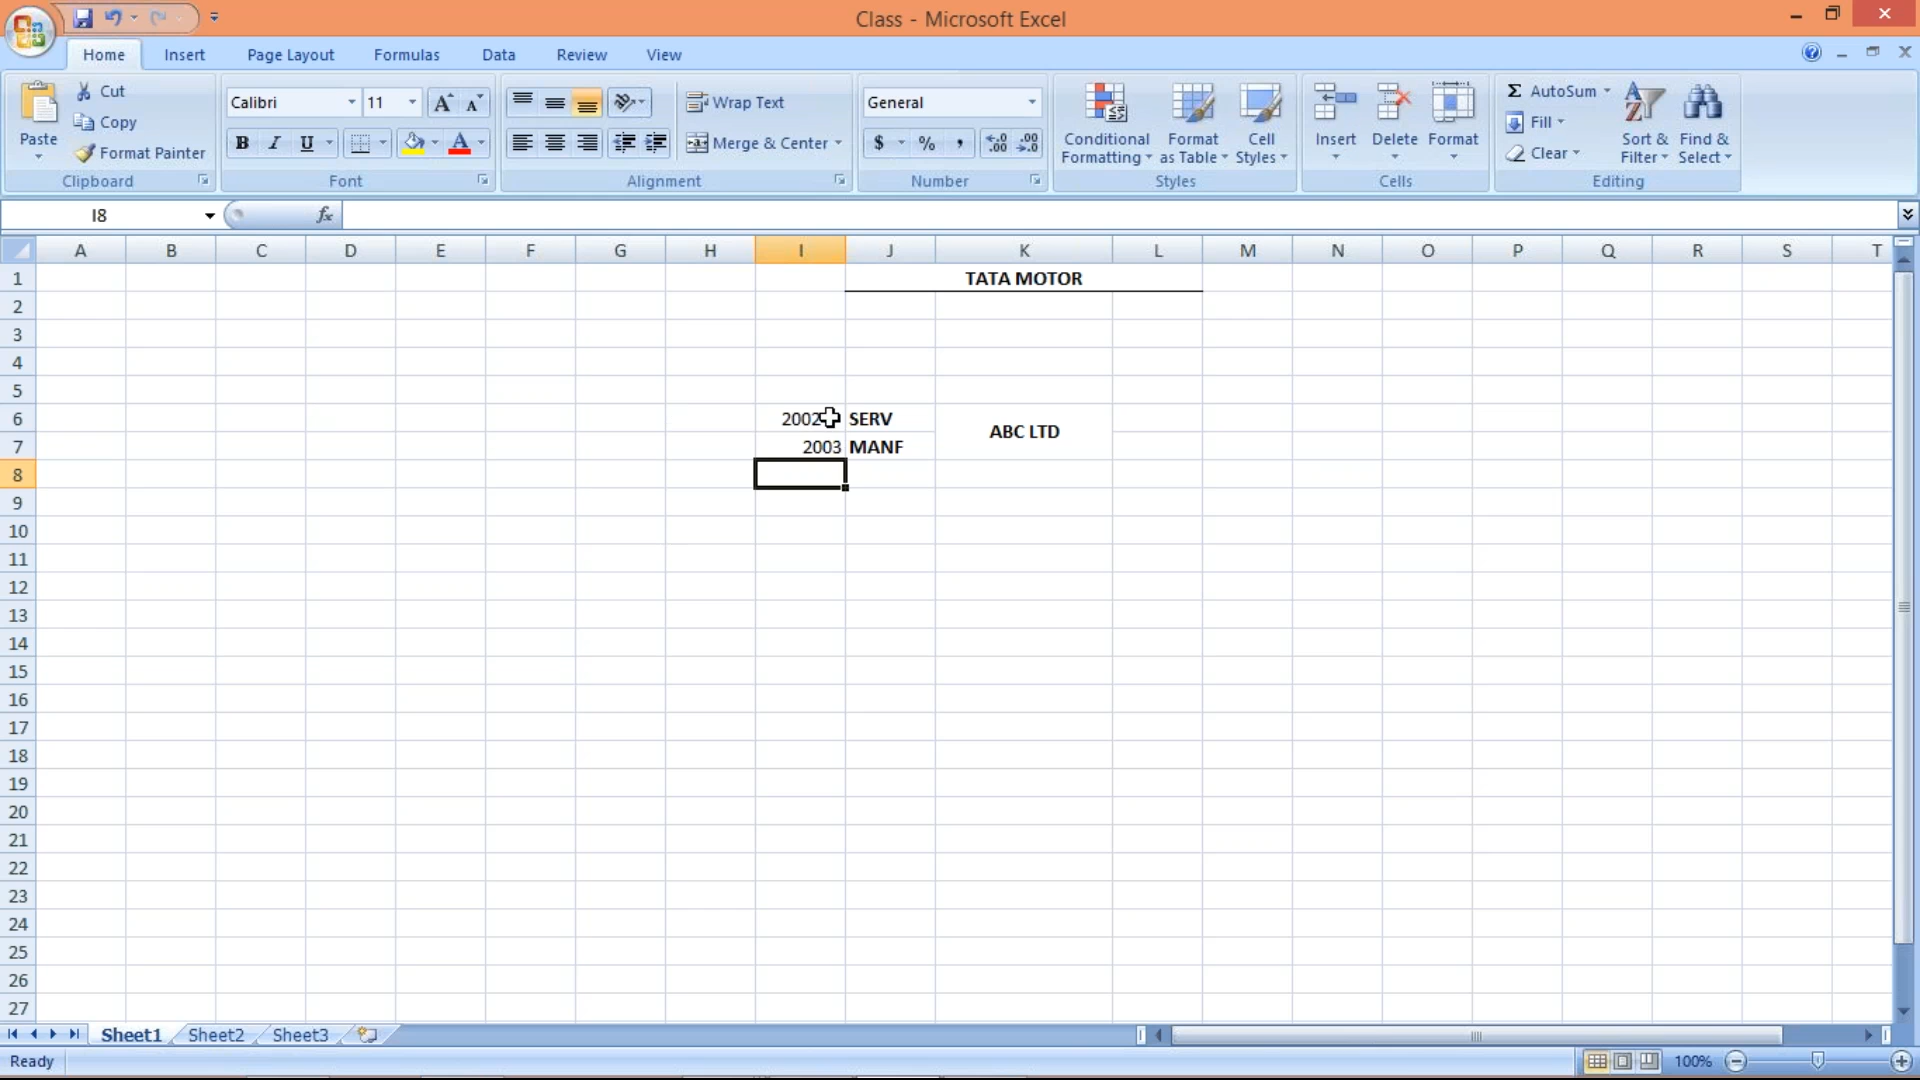 Class - Microsoft Excel
Home Insert Page Layout Formulas Data Review View
Paste
Cut
Copy
Format Painter
Clipboard
Calibri 11
B I U
Font
Wrap Text
Merge & Center
Alignment
General
$ % ,
Number
Conditional Formatting
Format as Table
Cell Styles
Styles
Insert Delete Format
Cells
Σ AutoSum
Fill
Clear
Sort & Filter
Find & Select
Editing
I8 fx
A B C D E F G H I J K L M N O P Q R S T
1 TATA MOTOR
2
3
4
5
6 2002 SERV
ABC LTD
7 2003 MANF
8
9
10
11
12
13
14
15
16
17
18
19
20
21
22
23
24
25
26
27
Sheet1 Sheet2 Sheet3
Ready 100%